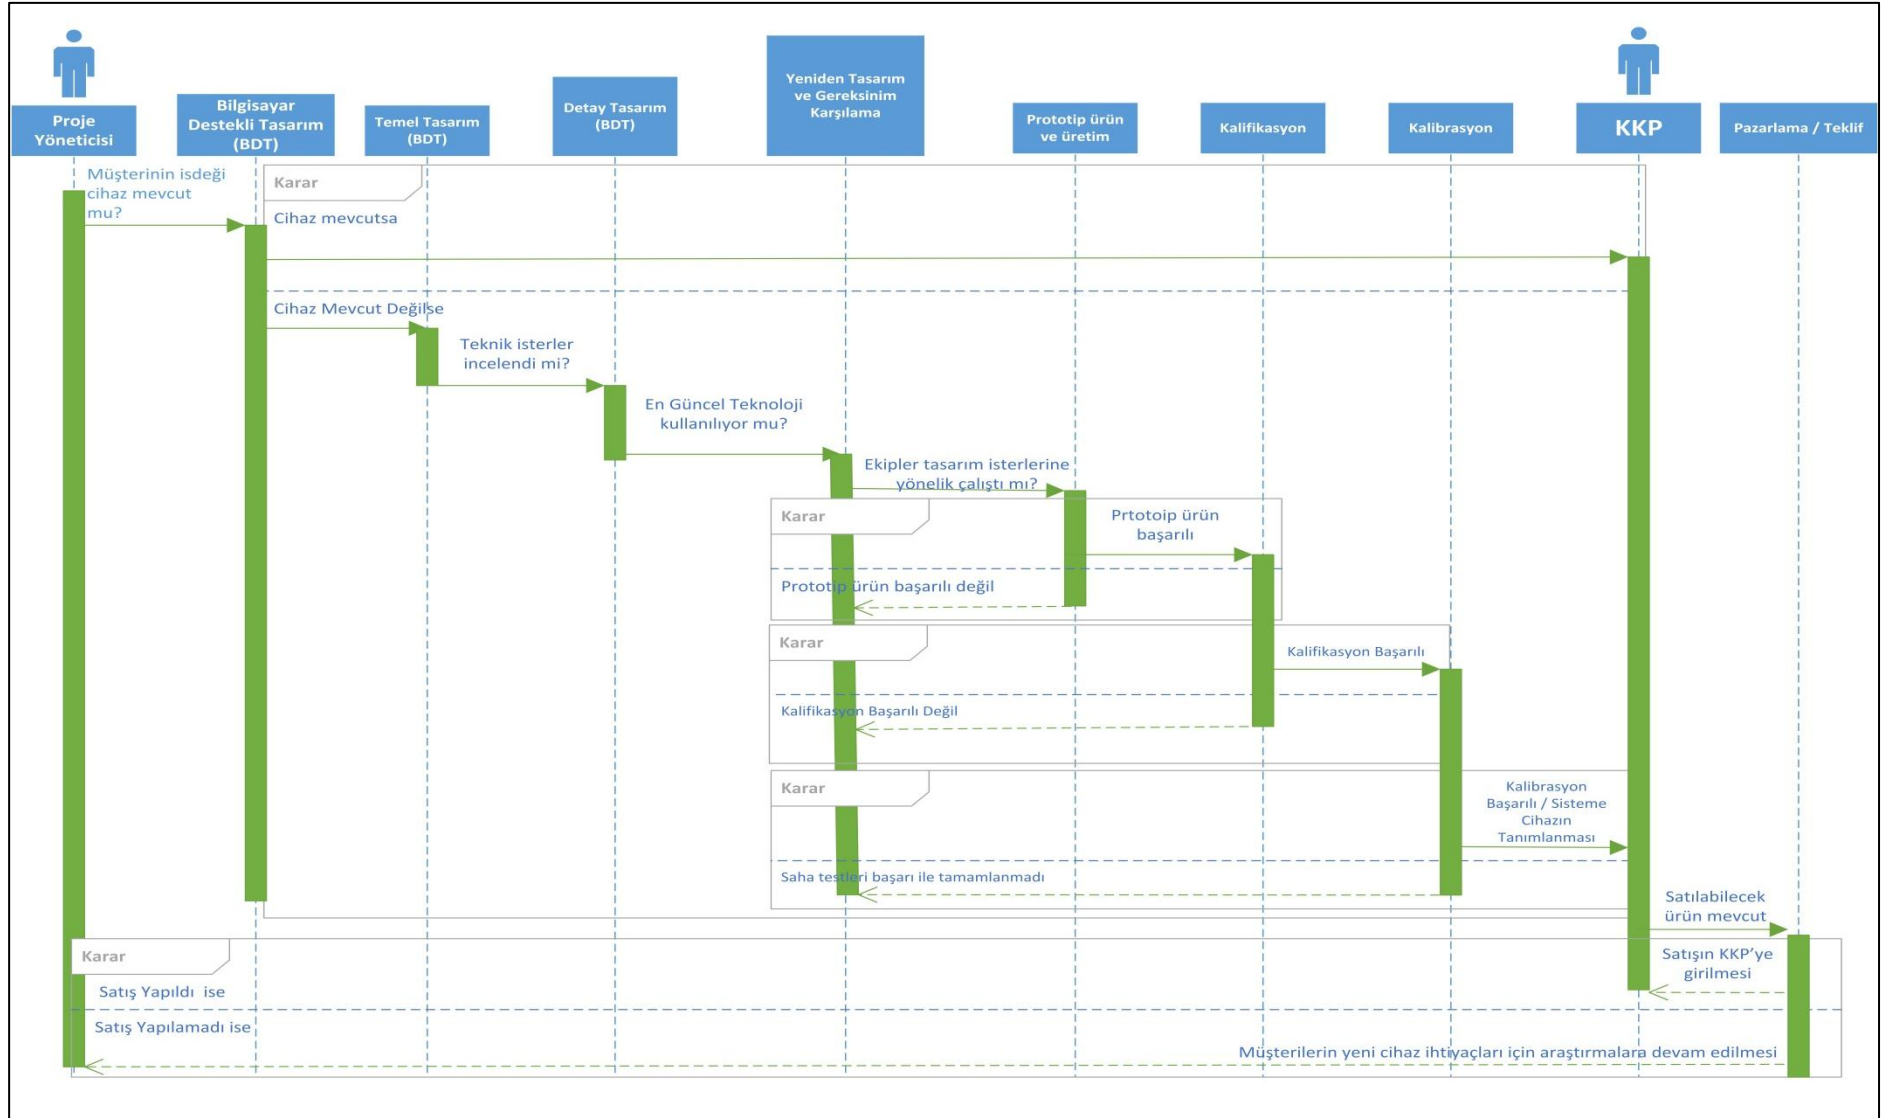 Proje
Yöneticisi
Bilgisayar
Destekli Tasarım
(BDT)
Temel Tasarım
(BDT)
Detay Tasarım
(BDT)
Yeniden Tasarım
ve Gereksinim
Karşılama
Prototip ürün
ve üretim
Kalifikasyon
Kalibrasyon
KKP
Pazarlama / Teklif
Müşterinin isdeği
cihaz mevcut
mu?
Karar
Cihaz mevcutsa
Cihaz Mevcut Değilse
Teknik isterler
incelendi mi?
En Güncel Teknoloji
kullanılıyor mu?
Ekipler tasarım isterlerine
yönelik çalıştı mı?
Karar
Prtotoip ürün
başarılı
Prototip ürün başarılı değil
Karar
Kalifikasyon Başarılı
Kalifikasyon Başarılı Değil
Karar
Kalibrasyon
Başarılı / Sisteme
Cihazın
Tanımlanması
Saha testleri başarı ile tamamlanmadı
Satılabilecek
ürün mevcut
Karar
Satışın KKP’ye
girilmesi
Satış Yapıldı ise
Satış Yapılamadı ise
Müşterilerin yeni cihaz ihtiyaçları için araştırmalara devam edilmesi